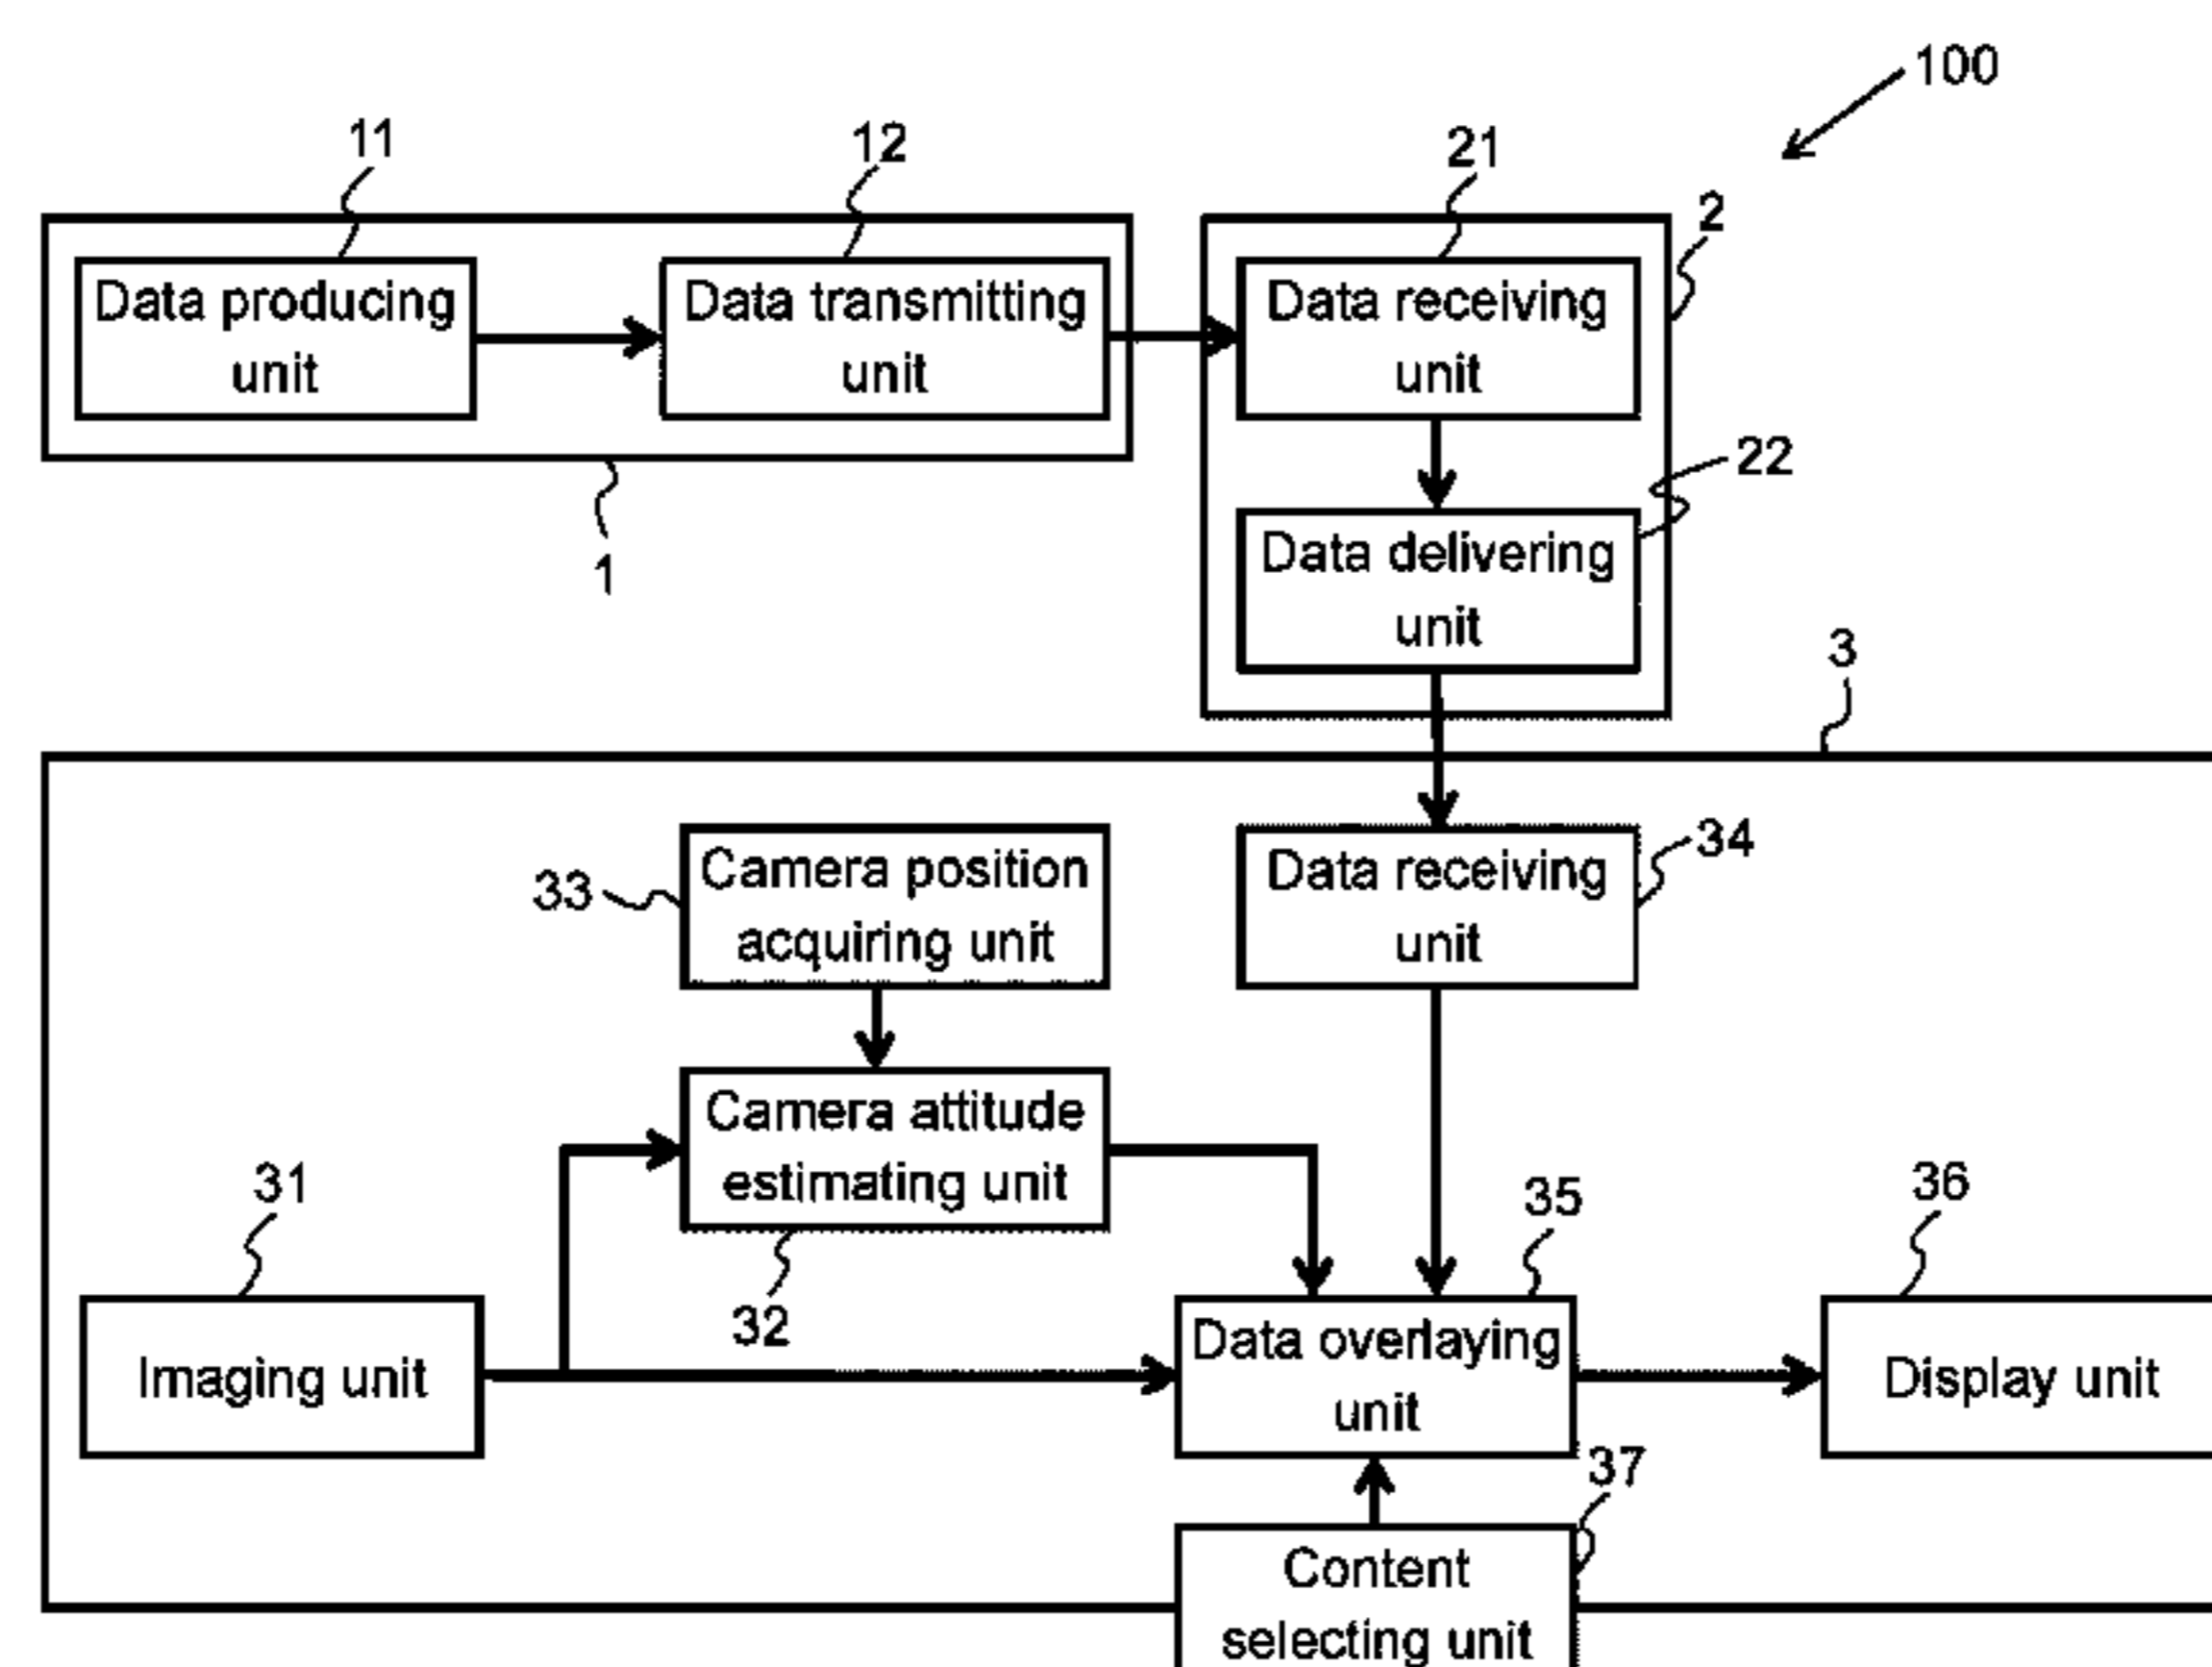 100
11
12
21
2
Data producing
unit
Data transmitting
unit
Data receiving
unit
22
1
Data delivering
unit
3
33
Camera position
acquiring unit
Data receiving
unit
34
Camera attitude
estimating unit
31
32
35
36
Imaging unit
Data overlaying
unit
Display unit
37
Content
selecting unit